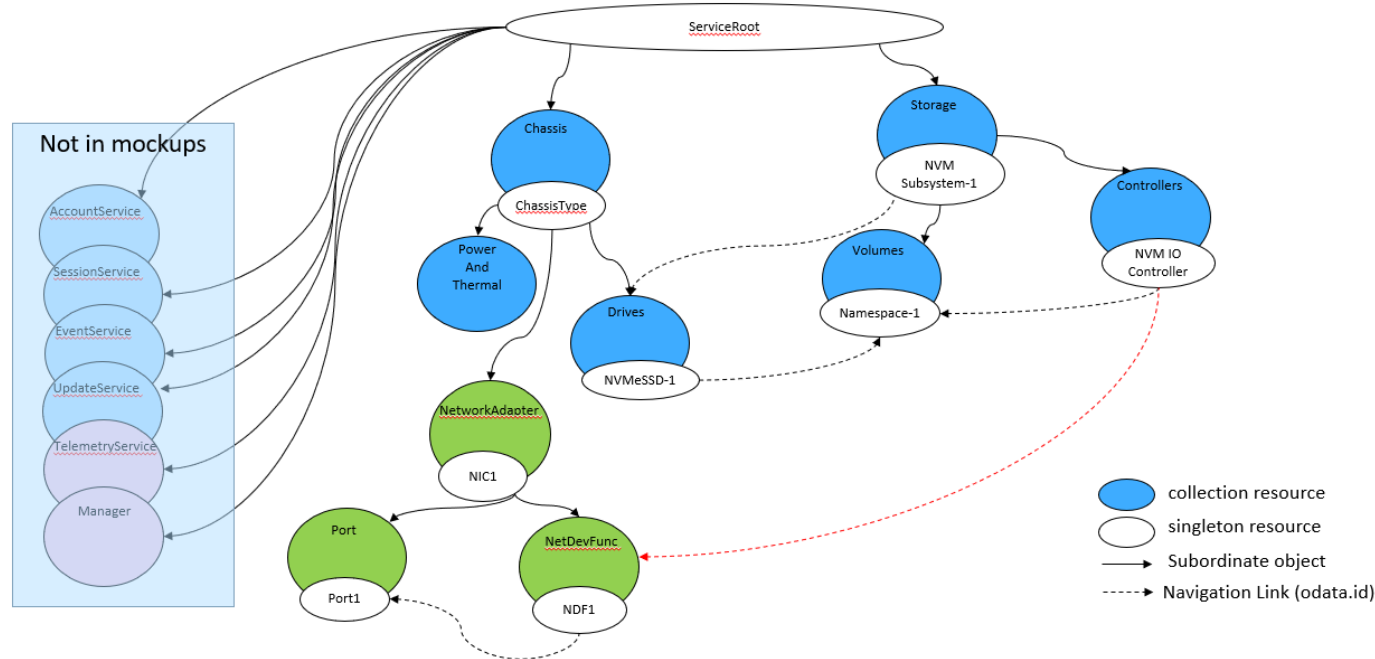 ServiceRoot
Not in mockups
AccountService
SessionService
EventService
UpdateService
TelemetryService
Manager
Chassis
ChassisType
Power
And
Thermal
Drives
NVMeSSD-1
NetworkAdapter
NIC1
Port
Port1
NetDevFunc
NDF1
Storage
NVM
Subsystem-1
Volumes
Namespace-1
Controllers
NVM IO
Controller
collection resource
singleton resource
Subordinate object
Navigation Link (odata.id)